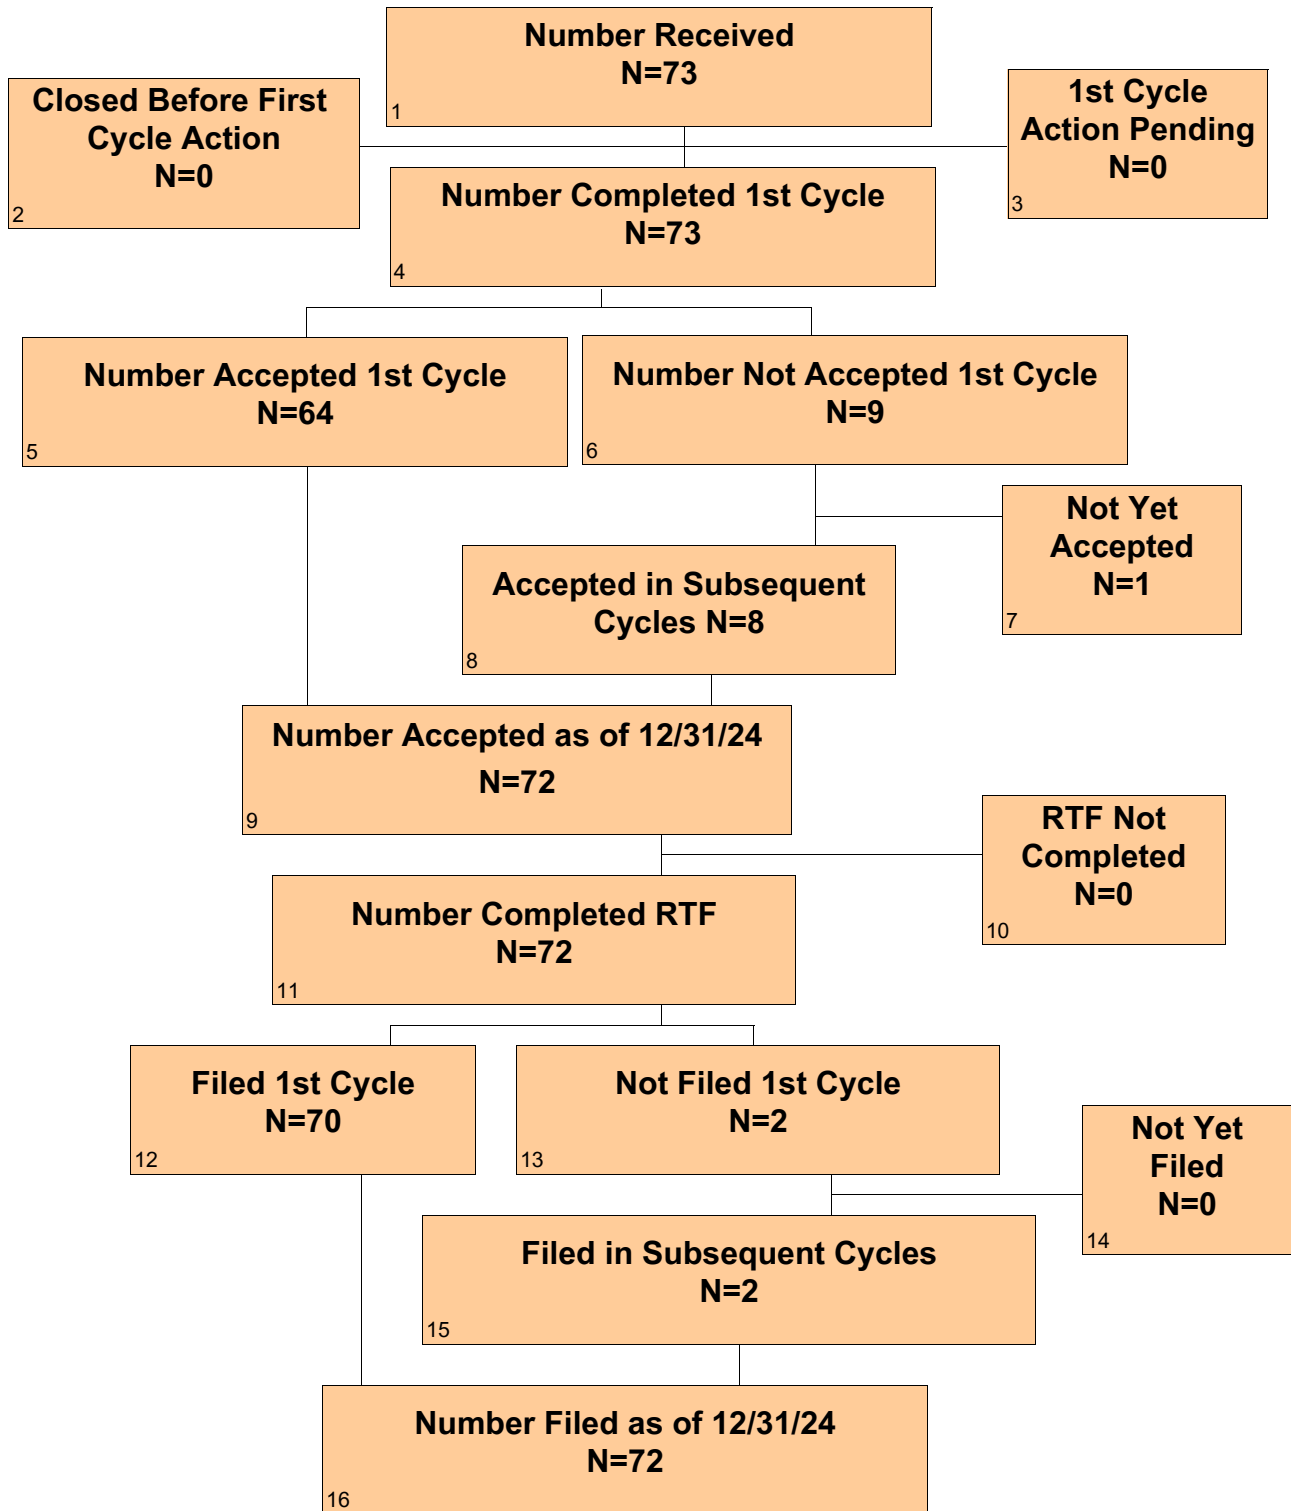 Number Received
N=73
1
Closed Before First
Cycle Action
N=0
2
1st Cycle
Action Pending
N=0
3
Number Completed 1st Cycle
N=73
4
Number Accepted 1st Cycle
N=64
5
Number Not Accepted 1st Cycle
N=9
6
Not Yet
Accepted
N=1
7
Accepted in Subsequent
Cycles N=8
8
Number Accepted as of 12/31/24
N=72
9
RTF Not
Completed
N=0
10
Number Completed RTF
N=72
11
Filed 1st Cycle
N=70
12
Not Filed 1st Cycle
N=2
13
Not Yet
Filed
N=0
14
Filed in Subsequent Cycles
N=2
15
Number Filed as of 12/31/24
N=72
16